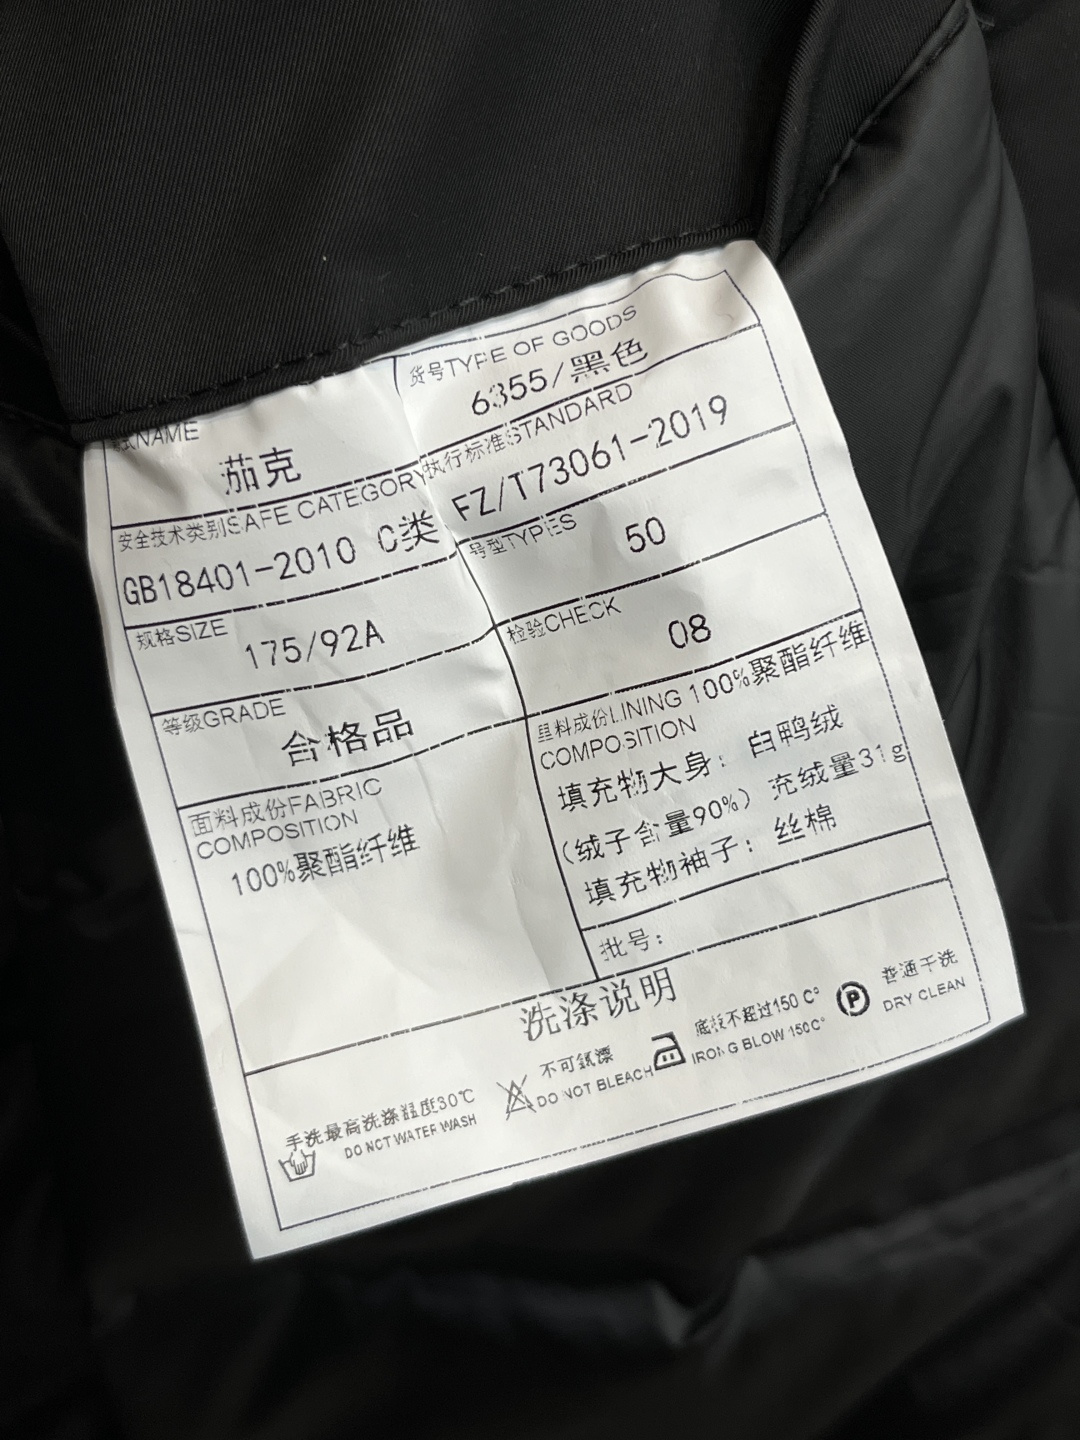 货号TYPE OF GOODS
6355/黑色
NAME
茄克
执行标准STANDARD
FZ/T73061-2019
安全技术类别SAFE CATEGORY
GB18401-2010 C类
号型TYPES
50
规格SIZE
175/92A
检验CHECK
08
等级GRADE
合格品
里料成份LINING 100%聚酯纤维
COMPOSITION
填充物大身：白鸭绒
(绒子含量90%) 充绒量31g
填充物袖子：丝棉
面料成份FABRIC
COMPOSITION
100%聚酯纤维
批号：
洗涤说明
手洗最高洗涤温度30℃
DO NOT WATER WASH
不可氯漂
DO NOT BLEACH
底板不超过150 C°
IRONG BLOW 150C°
P
普通干洗
DRY CLEAN